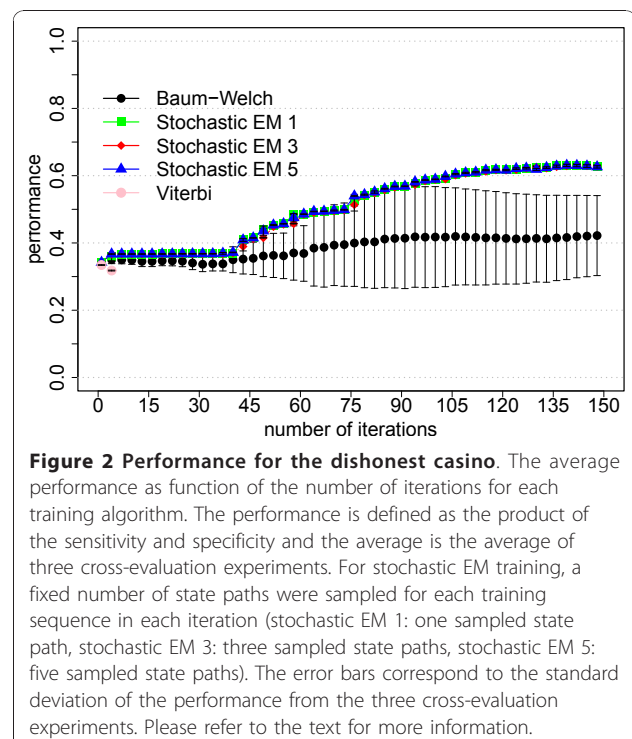 1.0
0.8
0.6
0.4
0.2
0.0
performance
Baum−Welch
Stochastic EM 1
Stochastic EM 3
Stochastic EM 5
Viterbi
0 15 30 45 60 75 90 105 120 135 150
number of iterations
Figure 2 Performance for the dishonest casino. The average
performance as function of the number of iterations for each
training algorithm. The performance is defined as the product of
the sensitivity and specificity and the average is the average of
three cross-evaluation experiments. For stochastic EM training, a
fixed number of state paths were sampled for each training
sequence in each iteration (stochastic EM 1: one sampled state
path, stochastic EM 3: three sampled state paths, stochastic EM 5:
five sampled state paths). The error bars correspond to the standard
deviation of the performance from the three cross-evaluation
experiments. Please refer to the text for more information.